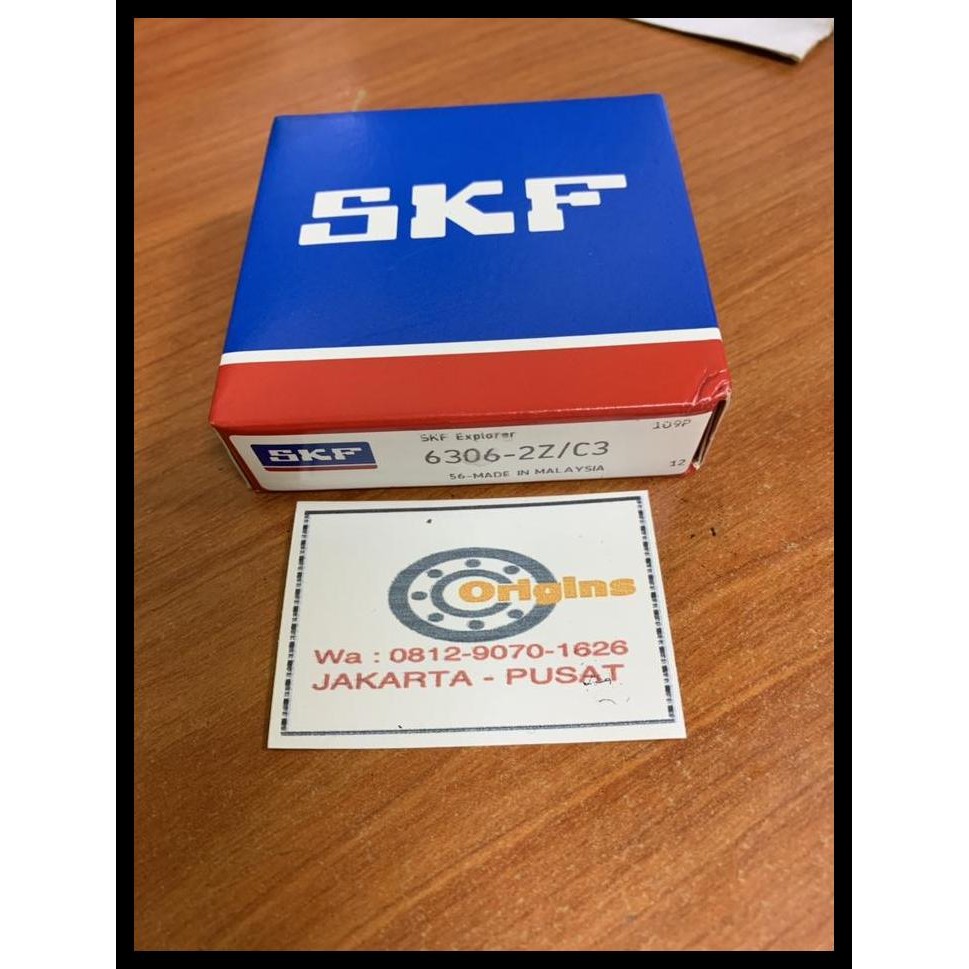 SKF
SKF Explorer
109P
SKF
6306-2Z/C3
56-MADE IN MALAYSIA
12
Origins
Wa : 0812-9070-1626
JAKARTA - PUSAT